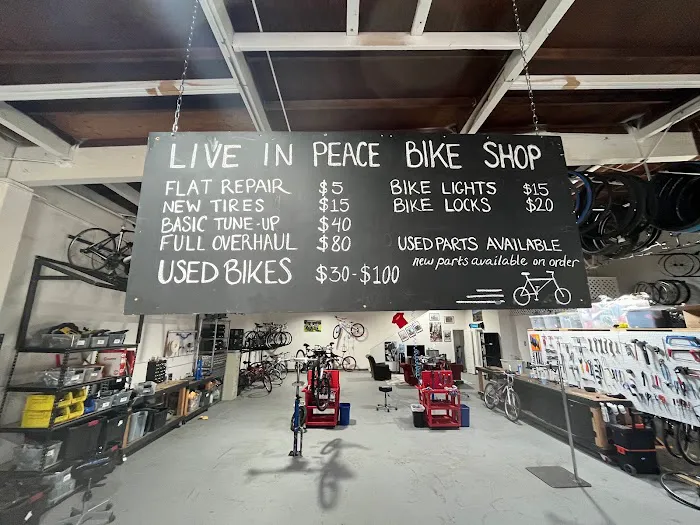 LIVE IN PEACE BIKE SHOP
FLAT REPAIR $5
NEW TIRES $15
BASIC TUNE-UP $40
FULL OVERHAUL $80
USED BIKES $30-$100
BIKE LIGHTS $15
BIKE LOCKS $20
USED PARTS AVAILABLE
new parts available on order